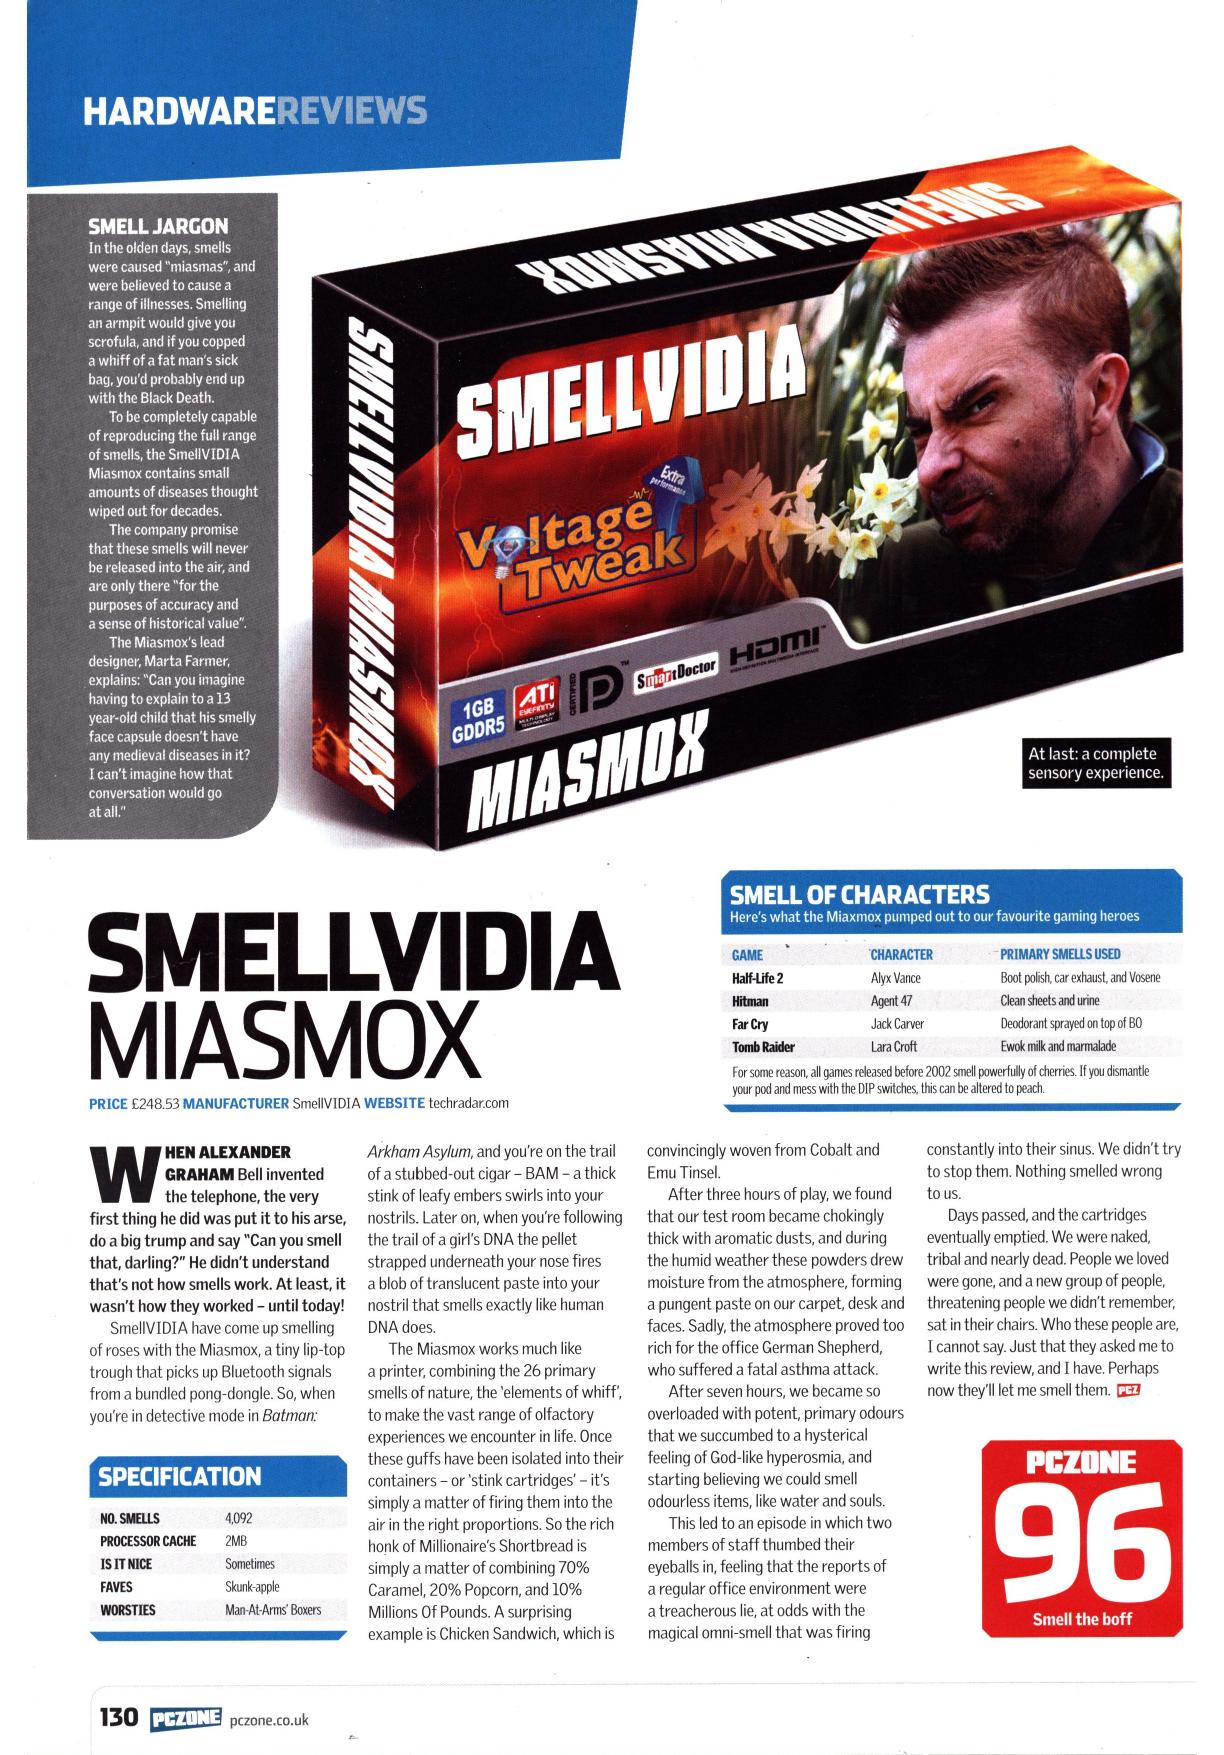 HARDWAREREVIEWS
SMELL JARGON
In the olden days, smells
were caused "miasmas", and
were believed to cause a
range of illnesses. Smelling
an armpit would give you
scrofula, and if you copped
a whiff of a fat man's sick
bag, you'd probably end up
with the Black Death.
To be completely capable
of reproducing the full range
of smells, the SmellVIDIA
Miasmox contains small
amounts of diseases thought
wiped out for decades.
The company promise
that these smells will never
be released into the air, and
are only there "for the
purposes of accuracy and
a sense of historical value".
The Miasmox's lead
designer, Marta Farmer,
explains: "Can you imagine
having to explain to a 13
year-old child that his smelly
face capsule doesn't have
any medieval diseases in it?
I can't imagine how that
conversation would go
at all."
SMELLVIDIA MIASMOX
SMELLVIDIA MIASMOX
SMELLVIDIA
Extra
performance
Voltage
Tweak
1GB
GDDR5
ATI
EYEFINITY
MULTI-DISPLAY
TECHNOLOGY
CERTIFIED
DP™
SmartDoctor
HDMI™
HIGH-DEFINITION MULTIMEDIA INTERFACE
MIASMOX
At last: a complete
sensory experience.
SMELLVIDIA
MIASMOX
PRICE £248.53 MANUFACTURER SmellVIDIA WEBSITE techradar.com
SMELL OF CHARACTERS
Here's what the Miaxmox pumped out to our favourite gaming heroes
GAME CHARACTER PRIMARY SMELLS USED
Half-Life 2 Alyx Vance Boot polish, car exhaust, and Vosene
Hitman Agent 47 Clean sheets and urine
Far Cry Jack Carver Deodorant sprayed on top of BO
Tomb Raider Lara Croft Ewok milk and marmalade
For some reason, all games released before 2002 smell powerfully of cherries. If you dismantle
your pod and mess with the DIP switches, this can be altered to peach.
WHEN ALEXANDER
GRAHAM Bell invented
the telephone, the very
first thing he did was put it to his arse,
do a big trump and say "Can you smell
that, darling?" He didn't understand
that's not how smells work. At least, it
wasn't how they worked – until today!
SmellVIDIA have come up smelling
of roses with the Miasmox, a tiny lip-top
trough that picks up Bluetooth signals
from a bundled pong-dongle. So, when
you're in detective mode in Batman:
SPECIFICATION
NO. SMELLS 4,092
PROCESSOR CACHE 2MB
IS IT NICE Sometimes
FAVES Skunk-apple
WORSTIES Man-At-Arms' Boxers
Arkham Asylum, and you're on the trail
of a stubbed-out cigar – BAM – a thick
stink of leafy embers swirls into your
nostrils. Later on, when you're following
the trail of a girl's DNA the pellet
strapped underneath your nose fires
a blob of translucent paste into your
nostril that smells exactly like human
DNA does.
The Miasmox works much like
a printer, combining the 26 primary
smells of nature, the 'elements of whiff',
to make the vast range of olfactory
experiences we encounter in life. Once
these guffs have been isolated into their
containers – or 'stink cartridges' – it's
simply a matter of firing them into the
air in the right proportions. So the rich
honk of Millionaire's Shortbread is
simply a matter of combining 70%
Caramel, 20% Popcorn, and 10%
Millions Of Pounds. A surprising
example is Chicken Sandwich, which is
convincingly woven from Cobalt and
Emu Tinsel.
After three hours of play, we found
that our test room became chokingly
thick with aromatic dusts, and during
the humid weather these powders drew
moisture from the atmosphere, forming
a pungent paste on our carpet, desk and
faces. Sadly, the atmosphere proved too
rich for the office German Shepherd,
who suffered a fatal asthma attack.
After seven hours, we became so
overloaded with potent, primary odours
that we succumbed to a hysterical
feeling of God-like hyperosmia, and
starting believing we could smell
odourless items, like water and souls.
This led to an episode in which two
members of staff thumbed their
eyeballs in, feeling that the reports of
a regular office environment were
a treacherous lie, at odds with the
magical omni-smell that was firing
constantly into their sinus. We didn't try
to stop them. Nothing smelled wrong
to us.
Days passed, and the cartridges
eventually emptied. We were naked,
tribal and nearly dead. People we loved
were gone, and a new group of people,
threatening people we didn't remember,
sat in their chairs. Who these people are,
I cannot say. Just that they asked me to
write this review, and I have. Perhaps
now they'll let me smell them. PCZ
PCZONE
96
Smell the boff
130 PCZONE pczone.co.uk